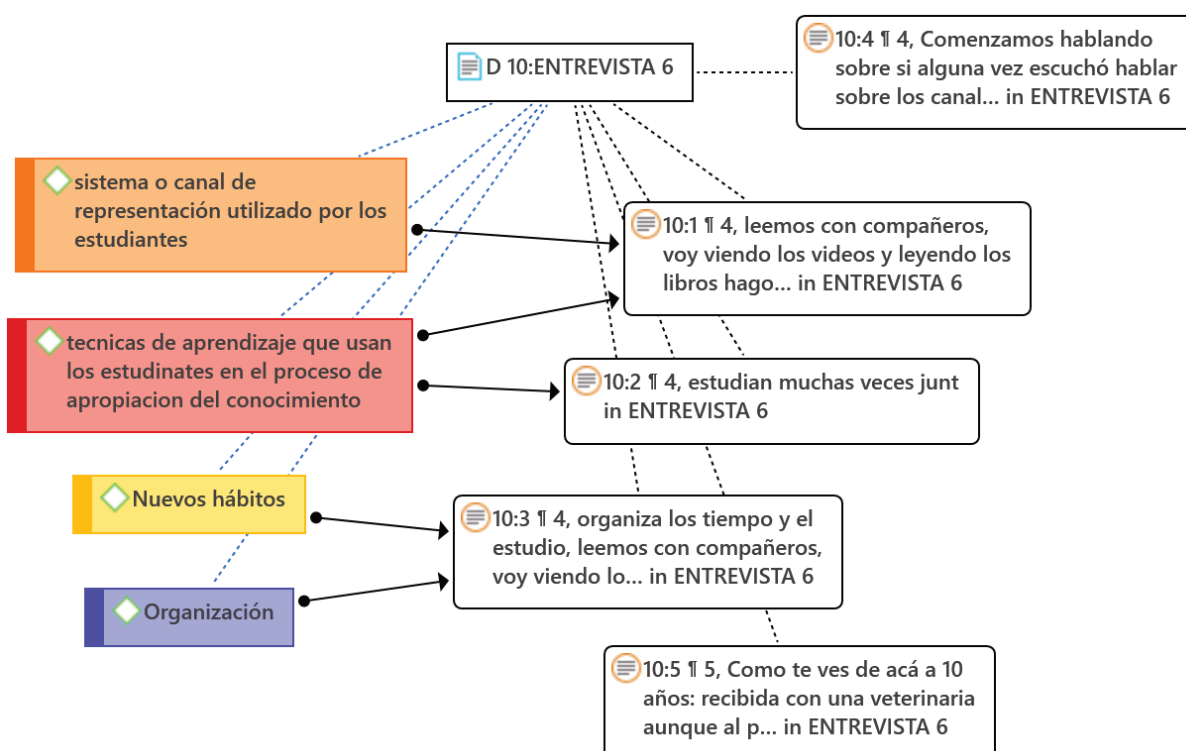 D 10:ENTREVISTA 6
10:4 ¶ 4, Comenzamos hablando
sobre si alguna vez escuchó hablar
sobre los canal... in ENTREVISTA 6
sistema o canal de
representación utilizado por los
estudiantes
10:1 ¶ 4, leemos con compañeros,
voy viendo los videos y leyendo los
libros hago... in ENTREVISTA 6
tecnicas de aprendizaje que usan
los estudinates en el proceso de
apropiacion del conocimiento
10:2 ¶ 4, estudian muchas veces junt
in ENTREVISTA 6
Nuevos hábitos
10:3 ¶ 4, organiza los tiempo y el
estudio, leemos con compañeros,
voy viendo lo... in ENTREVISTA 6
Organización
10:5 ¶ 5, Como te ves de acá a 10
años: recibida con una veterinaria
aunque al p... in ENTREVISTA 6